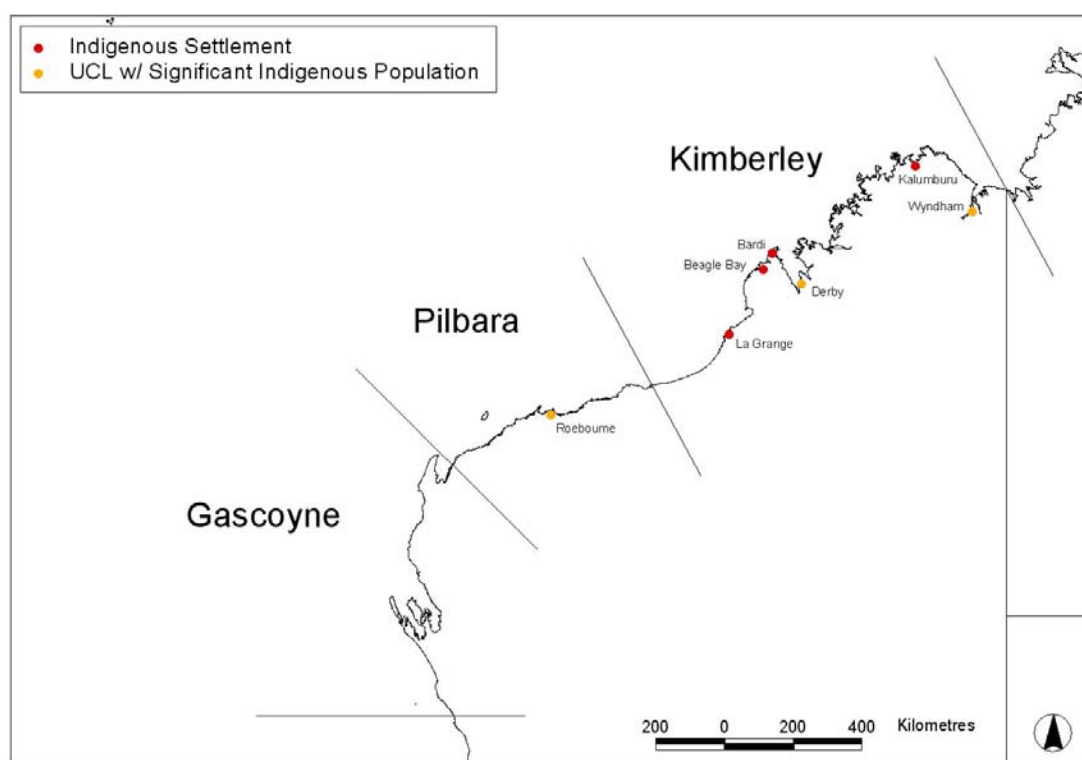 Indigenous Settlement
UCL w/ Significant Indigenous Population
Kimberley
Kalumburu
Wyndham
Bardi
Beagle Bay
Derby
Pilbara
La Grange
Roebourne
Gascoyne
200 0 200 400 Kilometres